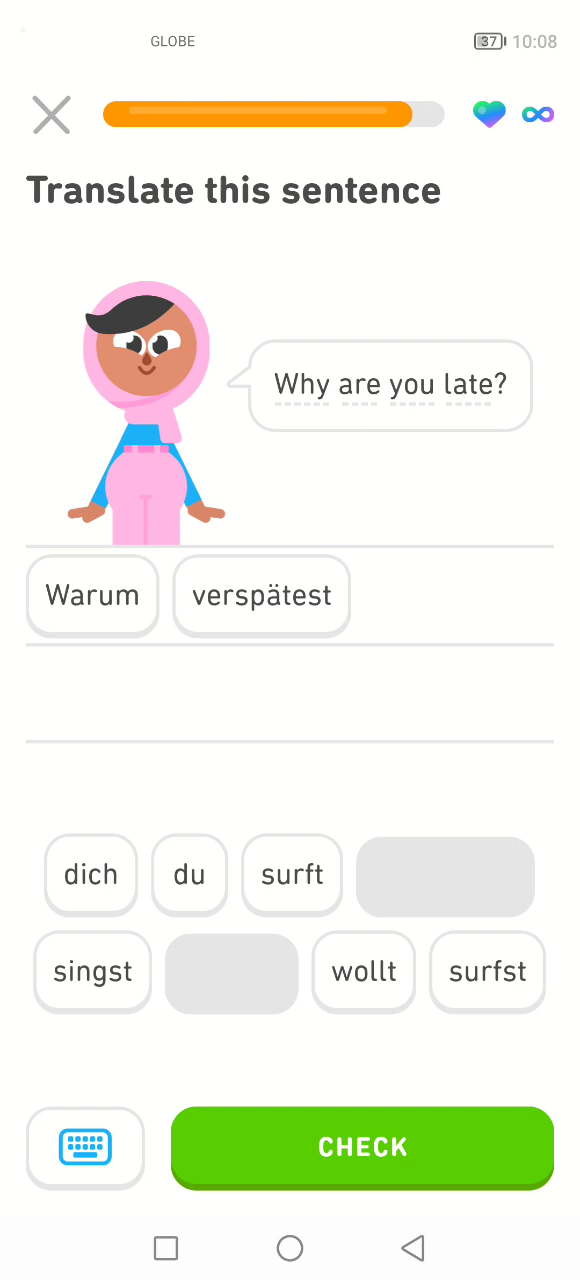 GLOBE 37 10:08
Translate this sentence
Why are you late?
Warum verspätest
dich du surft
singst wollt surfst
CHECK